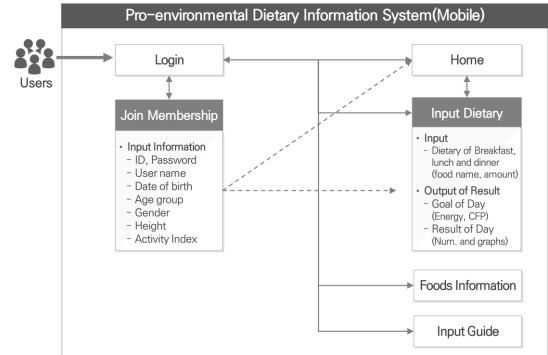 Pro-environmental Dietary Information System(Mobile)
Users
Login
Home
Join Membership
• Input Information
- ID, Password
- User name
- Date of birth
- Age group
- Gender
- Height
- Activity Index
Input Dietary
• Input
- Dietary of Breakfast,
lunch and dinner
(food name, amount)
• Output of Result
- Goal of Day
(Energy, CFP)
- Result of Day
(Num. and graphs)
Foods Information
Input Guide